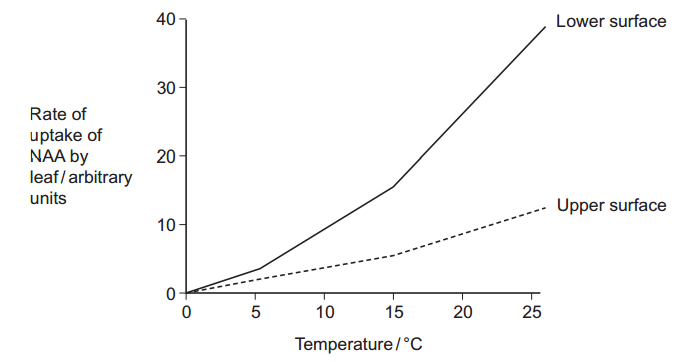 40
30
20
10
0
Rate of
uptake of
NAA by
leaf / arbitrary
units
Lower surface
Upper surface
0 5 10 15 20 25
Temperature / °C